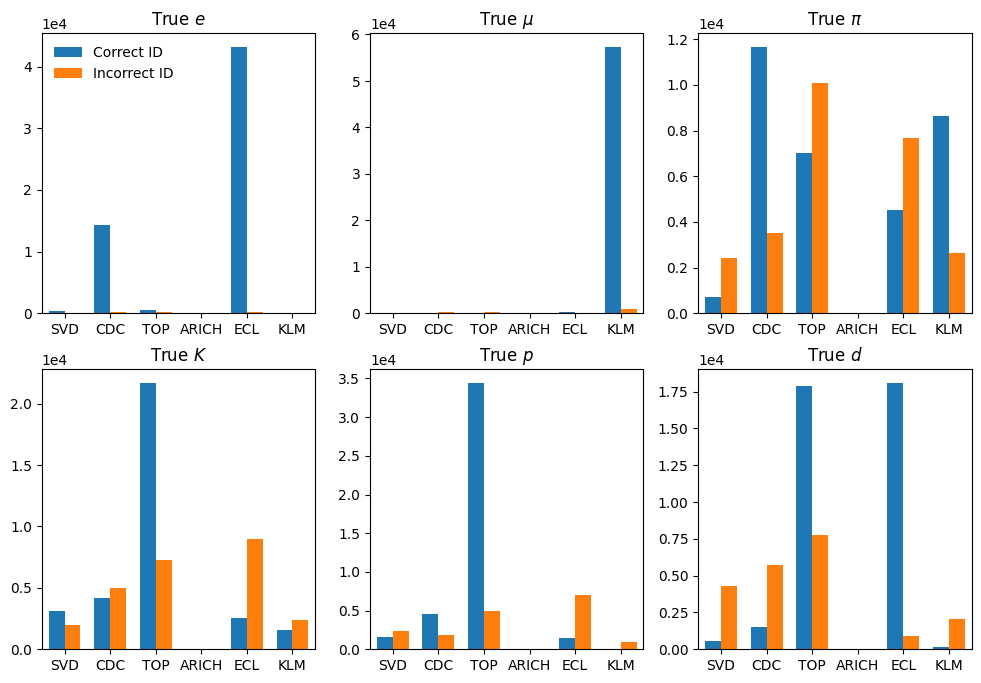 True e
1e4
Correct ID
Incorrect ID
4
3
2
1
0
SVD CDC TOP ARICH ECL KLM
True μ
1e4
6
5
4
3
2
1
0
SVD CDC TOP ARICH ECL KLM
True π
1e4
1.2
1.0
0.8
0.6
0.4
0.2
0.0
SVD CDC TOP ARICH ECL KLM
True K
1e4
2.0
1.5
1.0
0.5
0.0
SVD CDC TOP ARICH ECL KLM
True p
1e4
3.5
3.0
2.5
2.0
1.5
1.0
0.5
0.0
SVD CDC TOP ARICH ECL KLM
True d
1e4
1.75
1.50
1.25
1.00
0.75
0.50
0.25
0.00
SVD CDC TOP ARICH ECL KLM